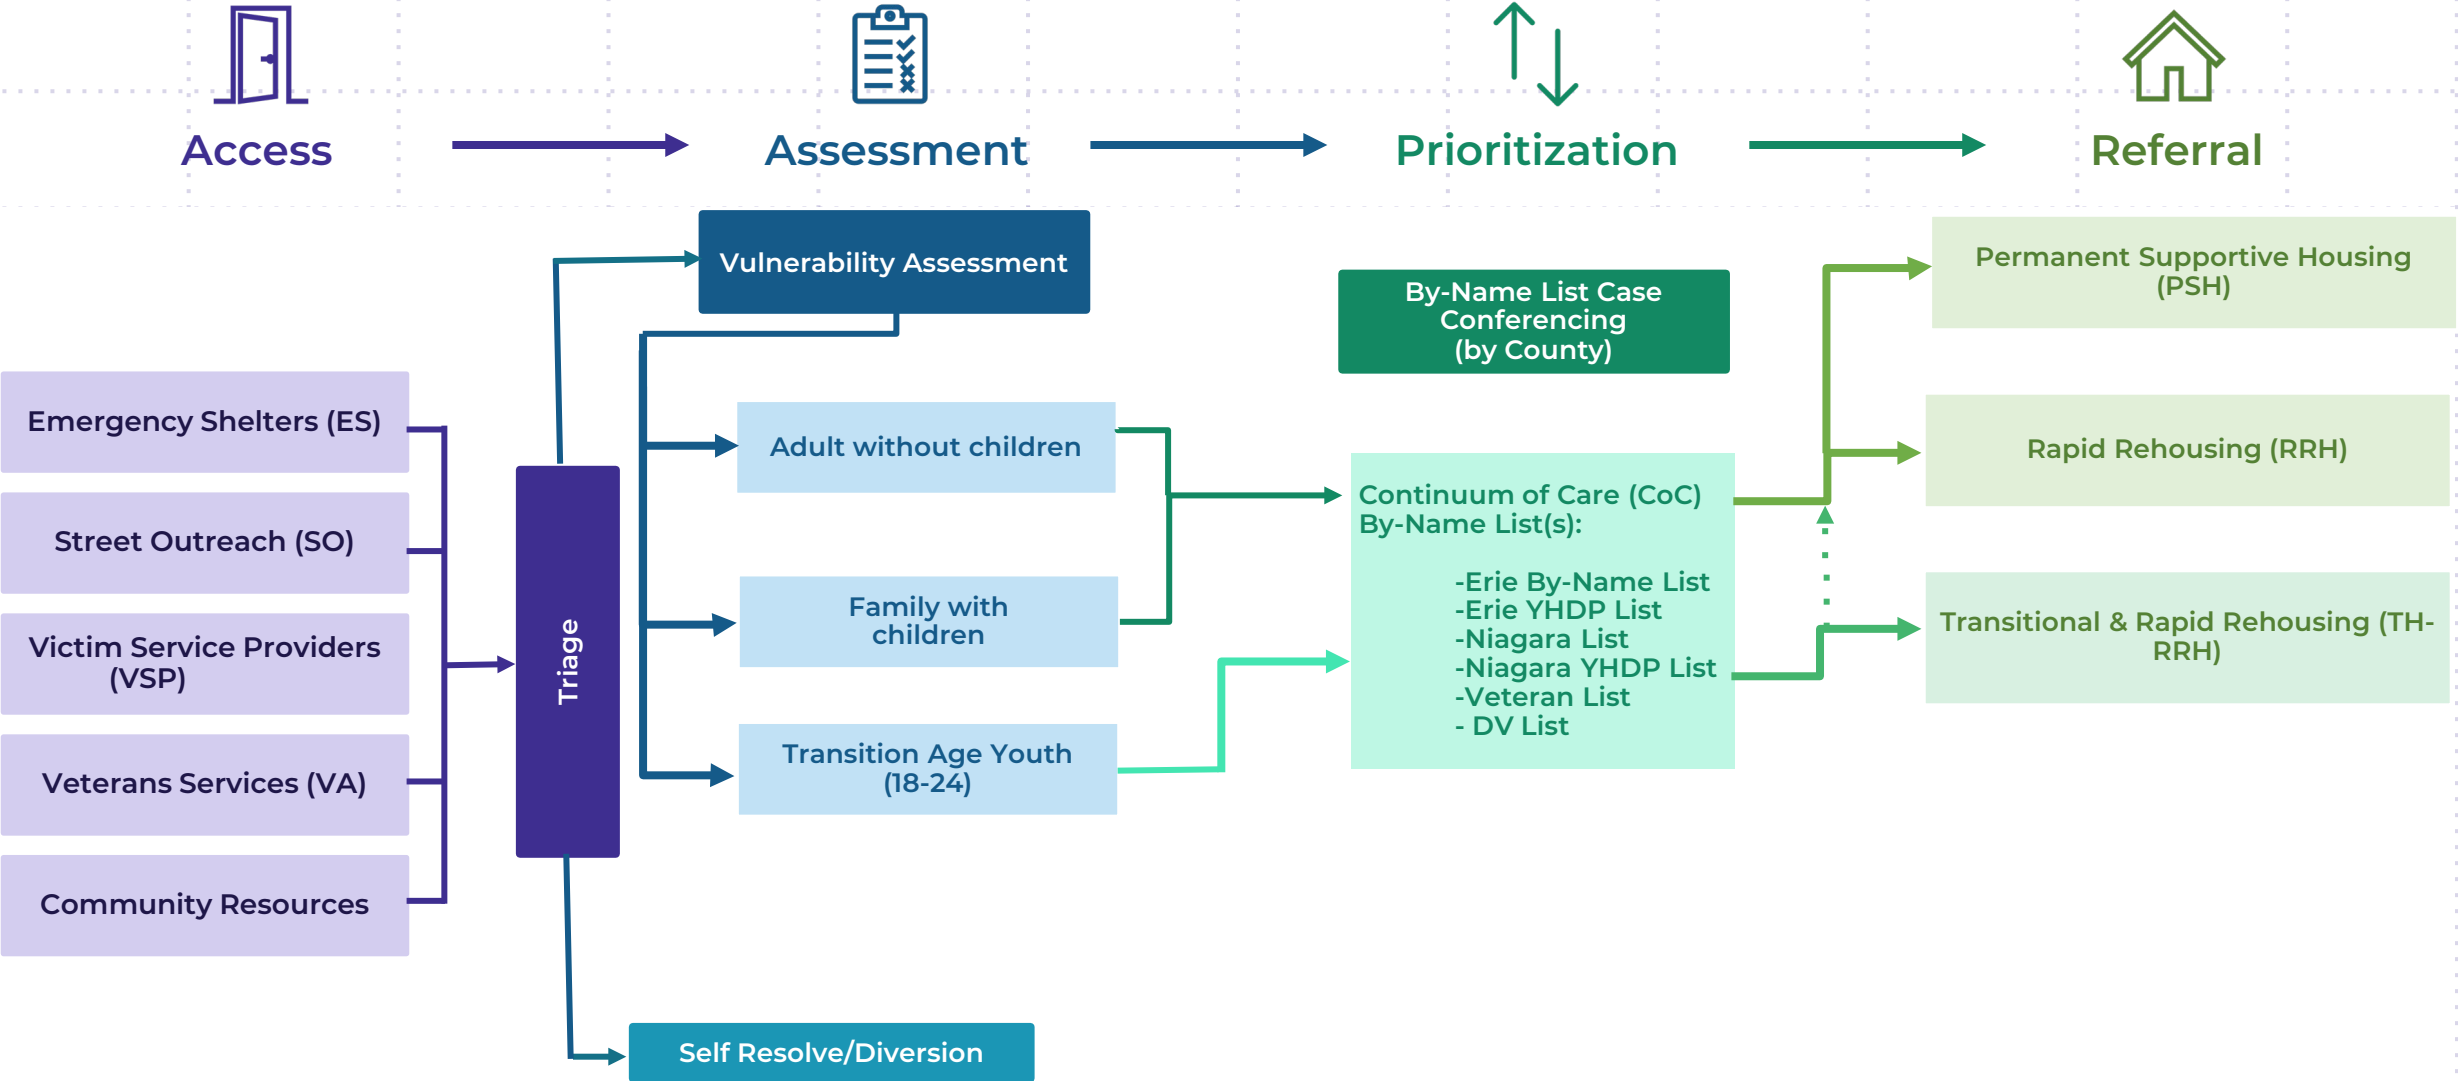 Access
Assessment
Prioritization
Referral
Emergency Shelters (ES)
Street Outreach (SO)
Victim Service Providers
(VSP)
Veterans Services (VA)
Community Resources
Triage
Vulnerability Assessment
Adult without children
Family with
children
Transition Age Youth
(18-24)
Self Resolve/Diversion
By-Name List Case
Conferencing
(by County)
Continuum of Care (CoC)
By-Name List(s):
-Erie By-Name List
-Erie YHDP List
-Niagara List
-Niagara YHDP List
-Veteran List
- DV List
Permanent Supportive Housing
(PSH)
Rapid Rehousing (RRH)
Transitional & Rapid Rehousing (TH-
RRH)